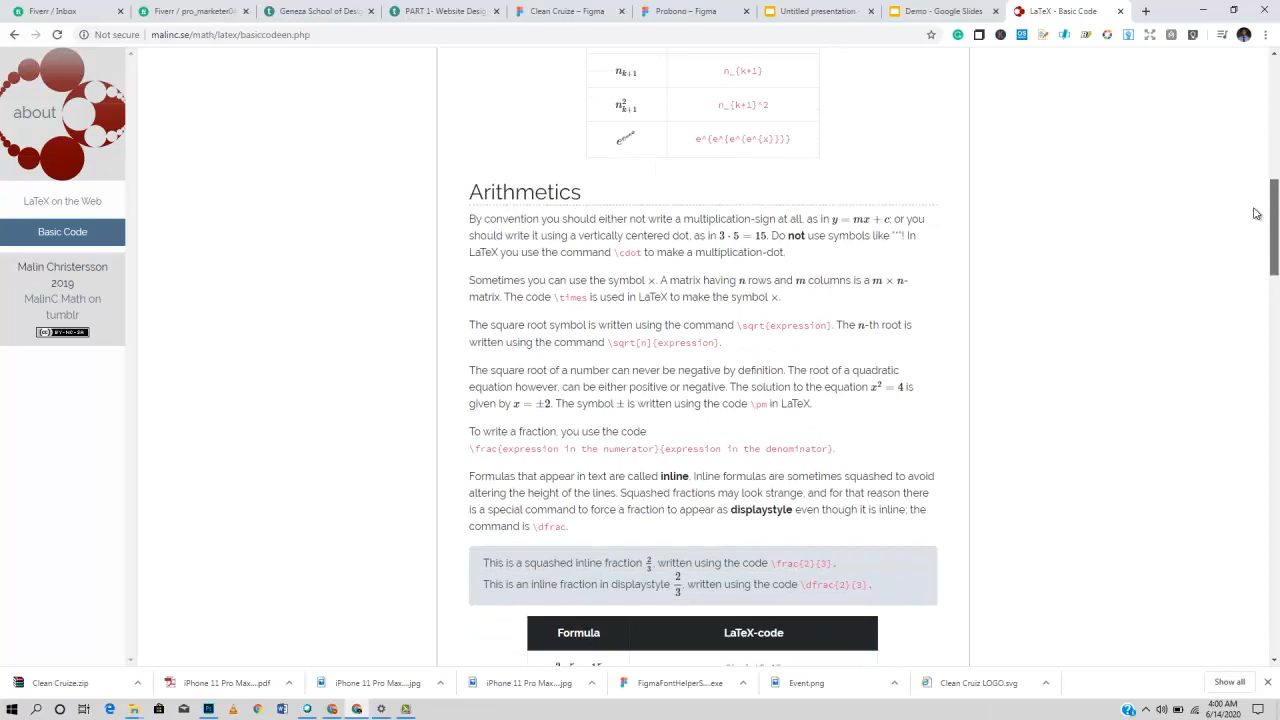 Fiverr / Inbox
Fiverr / pro_marketer04
Geneza School of Design
PART 1- Website Design
Clean Cruize – Figma
Probono – Figma
Untitled presentation -
Demo - Google Slides
LaTeX - Basic Code
Not secure | malinc.se/math/latex/basiccodeen.php
about
LaTeX on the Web
Basic Code
Malin Christersson
2019
MalinC.Math on
tumblr
BY-NC-SA
n_{k+1} n_{k+1}
n_{k+1}^2 n_{k+1}^2
e^{e^{e^{e^{x}}}}
Arithmetics
By convention you should either not write a multiplication-sign at all, as in y = mx + c; or you
should write it using a vertically centered dot, as in 3 · 5 = 15. Do not use symbols like "*"! In
LaTeX you use the command \cdot to make a multiplication-dot.
Sometimes you can use the symbol ×. A matrix having n rows and m columns is a m × n-
matrix. The code \times is used in LaTeX to make the symbol ×.
The square root symbol is written using the command \sqrt{expression}. The n-th root is
written using the command \sqrt[n]{expression}.
The square root of a number can never be negative by definition. The root of a quadratic
equation however, can be either positive or negative. The solution to the equation x² = 4 is
given by x = ±2. The symbol ± is written using the code \pm in LaTeX.
To write a fraction, you use the code
\frac{expression in the numerator}{expression in the denominator}.
Formulas that appear in text are called inline. Inline formulas are sometimes squashed to avoid
altering the height of the lines. Squashed fractions may look strange, and for that reason there
is a special command to force a fraction to appear as displaystyle even though it is inline; the
command is \dfrac.
This is a squashed inline fraction 2/3, written using the code \frac{2}{3}.
This is an inline fraction in displaystyle 2/3, written using the code \dfrac{2}{3}.
Formula LaTeX-code
Clean Cruize.zip
iPhone 11 Pro Max....pdf
iPhone 11 Pro Max....jpg
iPhone 11 Pro Max....jpg
FigmaFontHelperS....exe
Event.png
Clean Cruiz LOGO.svg
Show all
4:00 AM
6/14/2020